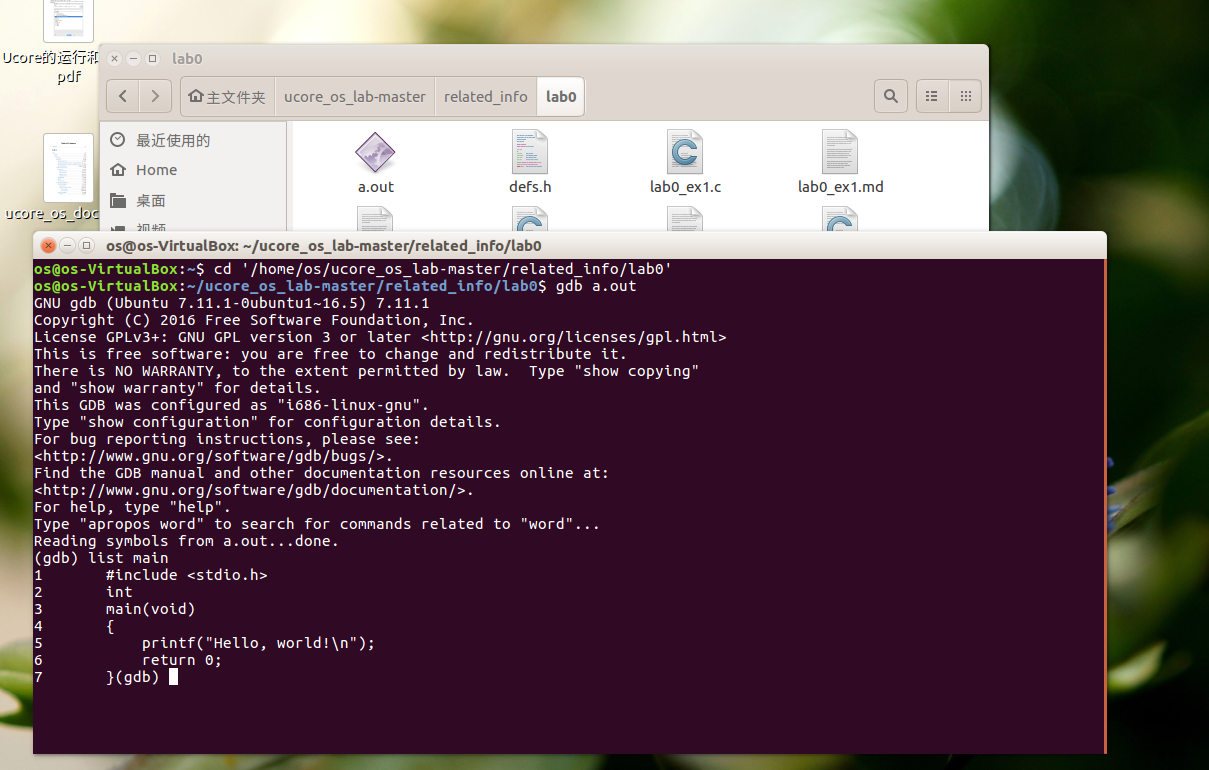 Ucore的运行和
pdf
ucore_os_doc
lab0
主文件夹 ucore_os_lab-master related_info lab0
最近使用的
Home
桌面
视频
a.out defs.h lab0_ex1.c lab0_ex1.md
os@os-VirtualBox: ~/ucore_os_lab-master/related_info/lab0
os@os-VirtualBox:~$ cd '/home/os/ucore_os_lab-master/related_info/lab0'
os@os-VirtualBox:~/ucore_os_lab-master/related_info/lab0$ gdb a.out
GNU gdb (Ubuntu 7.11.1-0ubuntu1~16.5) 7.11.1
Copyright (C) 2016 Free Software Foundation, Inc.
License GPLv3+: GNU GPL version 3 or later <http://gnu.org/licenses/gpl.html>
This is free software: you are free to change and redistribute it.
There is NO WARRANTY, to the extent permitted by law.  Type "show copying"
and "show warranty" for details.
This GDB was configured as "i686-linux-gnu".
Type "show configuration" for configuration details.
For bug reporting instructions, please see:
<http://www.gnu.org/software/gdb/bugs/>.
Find the GDB manual and other documentation resources online at:
<http://www.gnu.org/software/gdb/documentation/>.
For help, type "help".
Type "apropos word" to search for commands related to "word"...
Reading symbols from a.out...done.
(gdb) list main
1       #include <stdio.h>
2       int
3       main(void)
4       {
5           printf("Hello, world!\n");
6           return 0;
7       }(gdb)